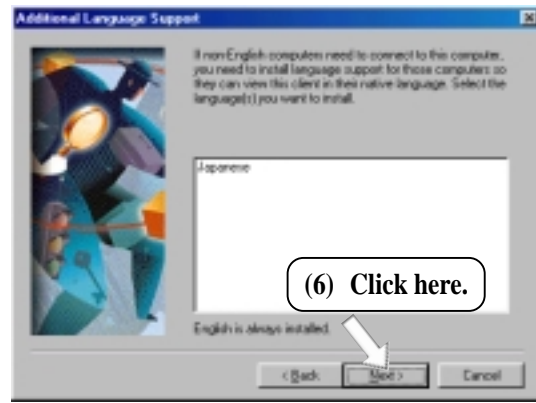 Additional Language Support
If non-English computers need to connect to this computer,
you need to install language support for those computers so
they can view this client in their native language. Select the
language(s) you want to install.
Japanese
(6) Click here.
English is always installed.
< Back
Next >
Cancel